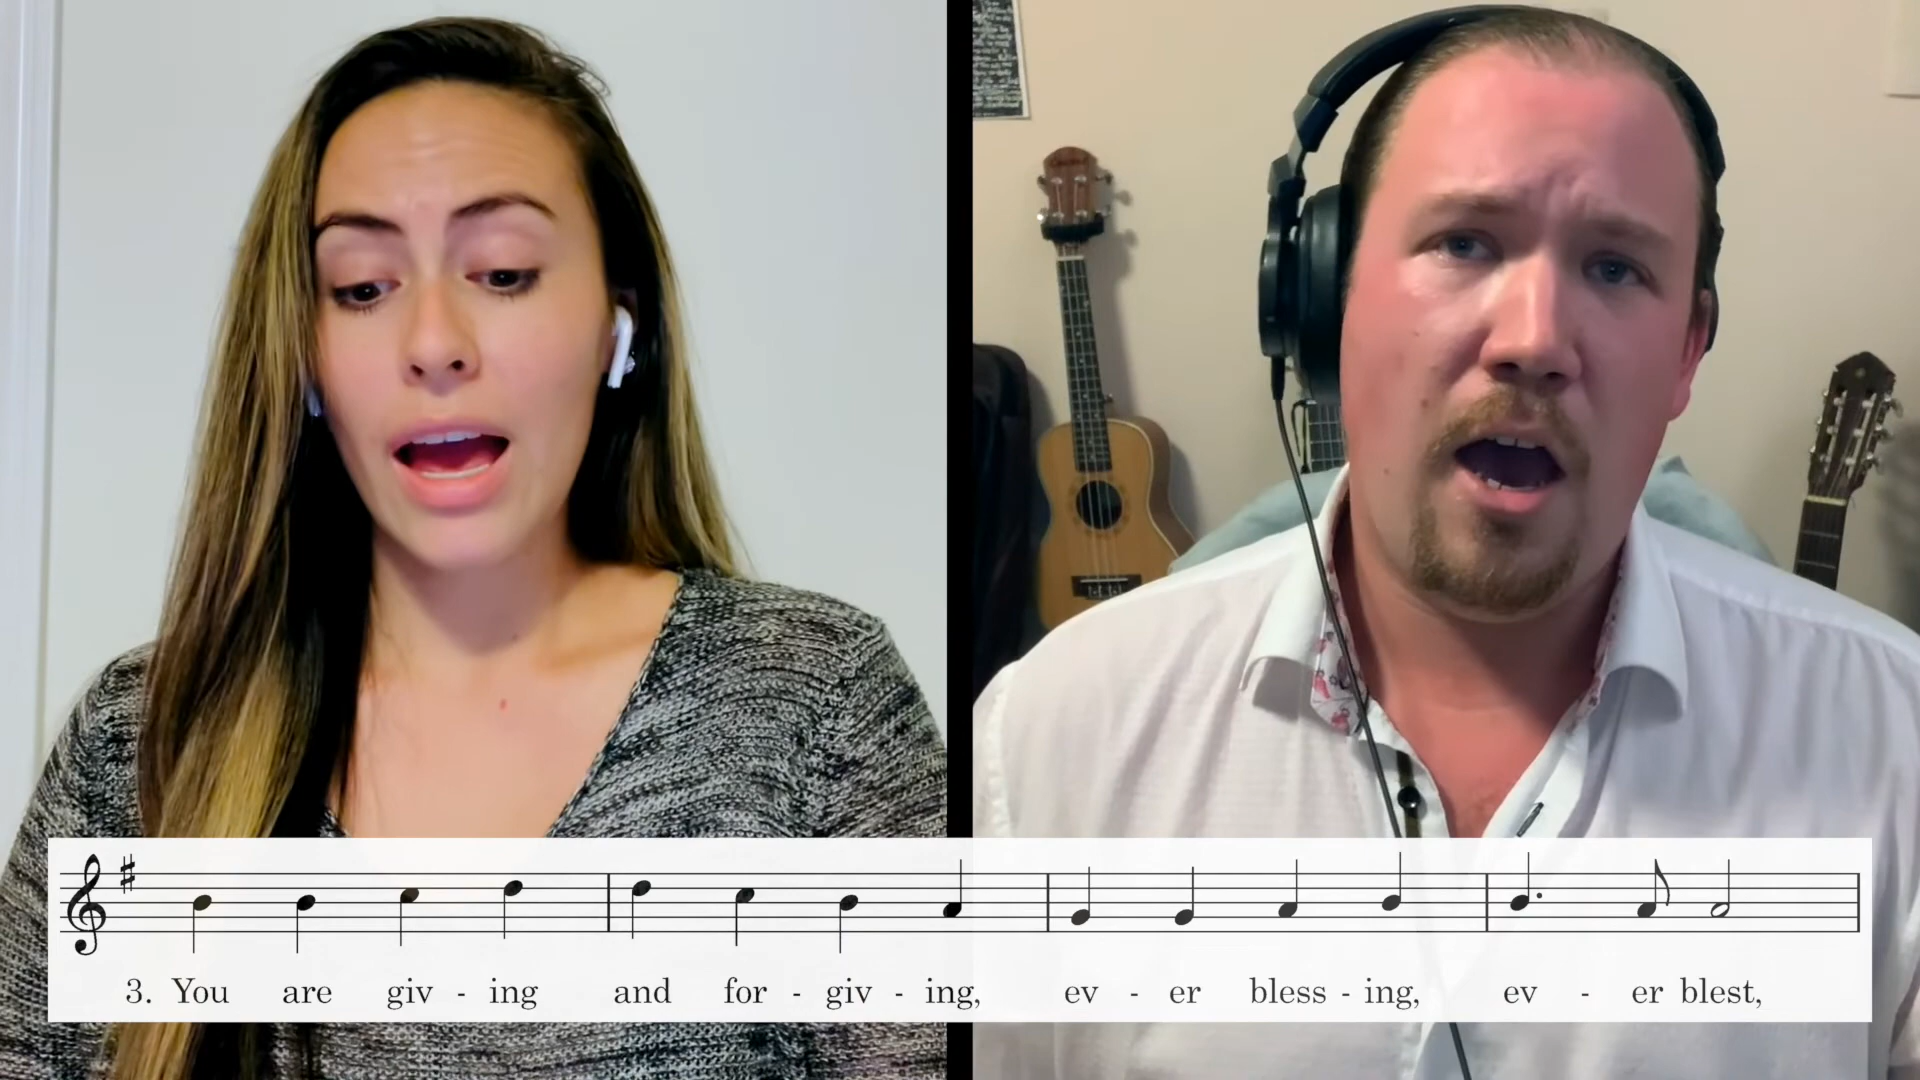 3. You are giv - ing and for - giv - ing, ev - er bless - ing, ev - er blest,